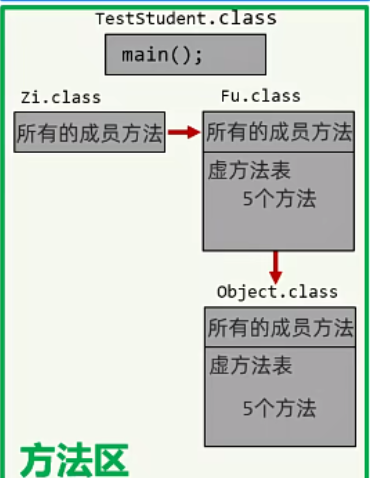 TestStudent.class
main();
Zi.class
Fu.class
所有的成员方法
所有的成员方法
虚方法表
5个方法
Object.class
所有的成员方法
虚方法表
5个方法
方法区